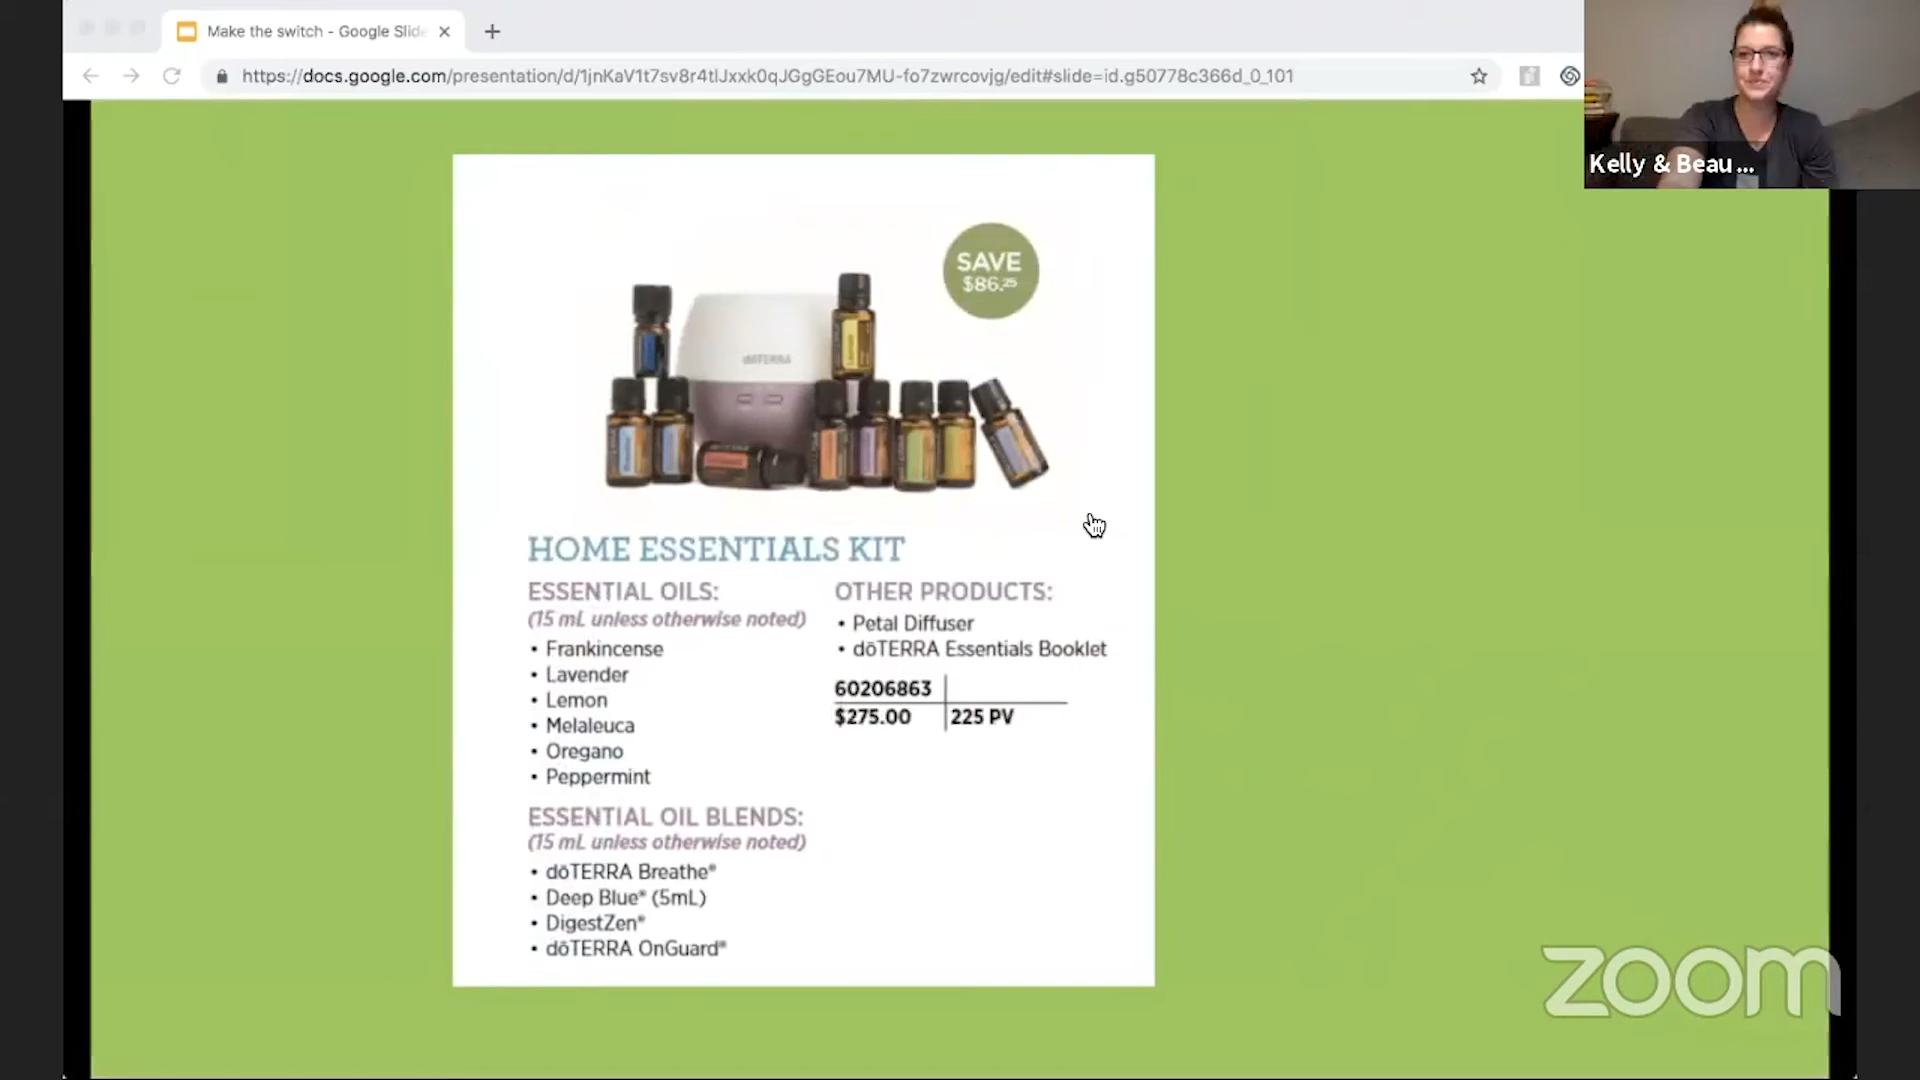 Make the switch - Google Slide
https://docs.google.com/presentation/d/1jnKaV1t7sv8r4tlJxxk0qJGgGEou7MU-fo7zwrcovjg/edit#slide=id.g50778c366d_0_101
Kelly & Beau ...
SAVE
$86.25
dōTERRA
Lemon
HOME ESSENTIALS KIT
ESSENTIAL OILS:
(15 mL unless otherwise noted)
• Frankincense
• Lavender
• Lemon
• Melaleuca
• Oregano
• Peppermint
ESSENTIAL OIL BLENDS:
(15 mL unless otherwise noted)
• dōTERRA Breathe®
• Deep Blue® (5mL)
• DigestZen®
• dōTERRA OnGuard®
OTHER PRODUCTS:
• Petal Diffuser
• dōTERRA Essentials Booklet
60206863
$275.00 225 PV
zoom